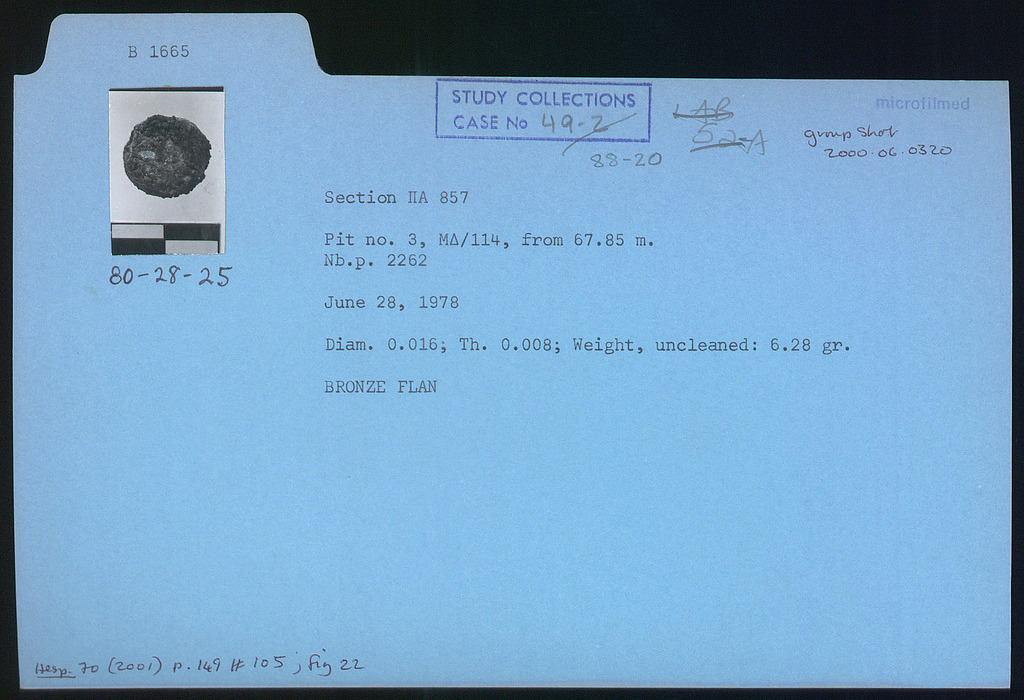 B 1665
STUDY COLLECTIONS
CASE No 49-2
88-20
LAB
52-A
microfilmed
group shot
2000.06.0320
80-28-25
Section ΠA 857
Pit no. 3, MΔ/114, from 67.85 m.
Nb.p. 2262
June 28, 1978
Diam. 0.016; Th. 0.008; Weight, uncleaned: 6.28 gr.
BRONZE FLAN
Hesp. 70 (2001) p. 149 # 105; fig 22